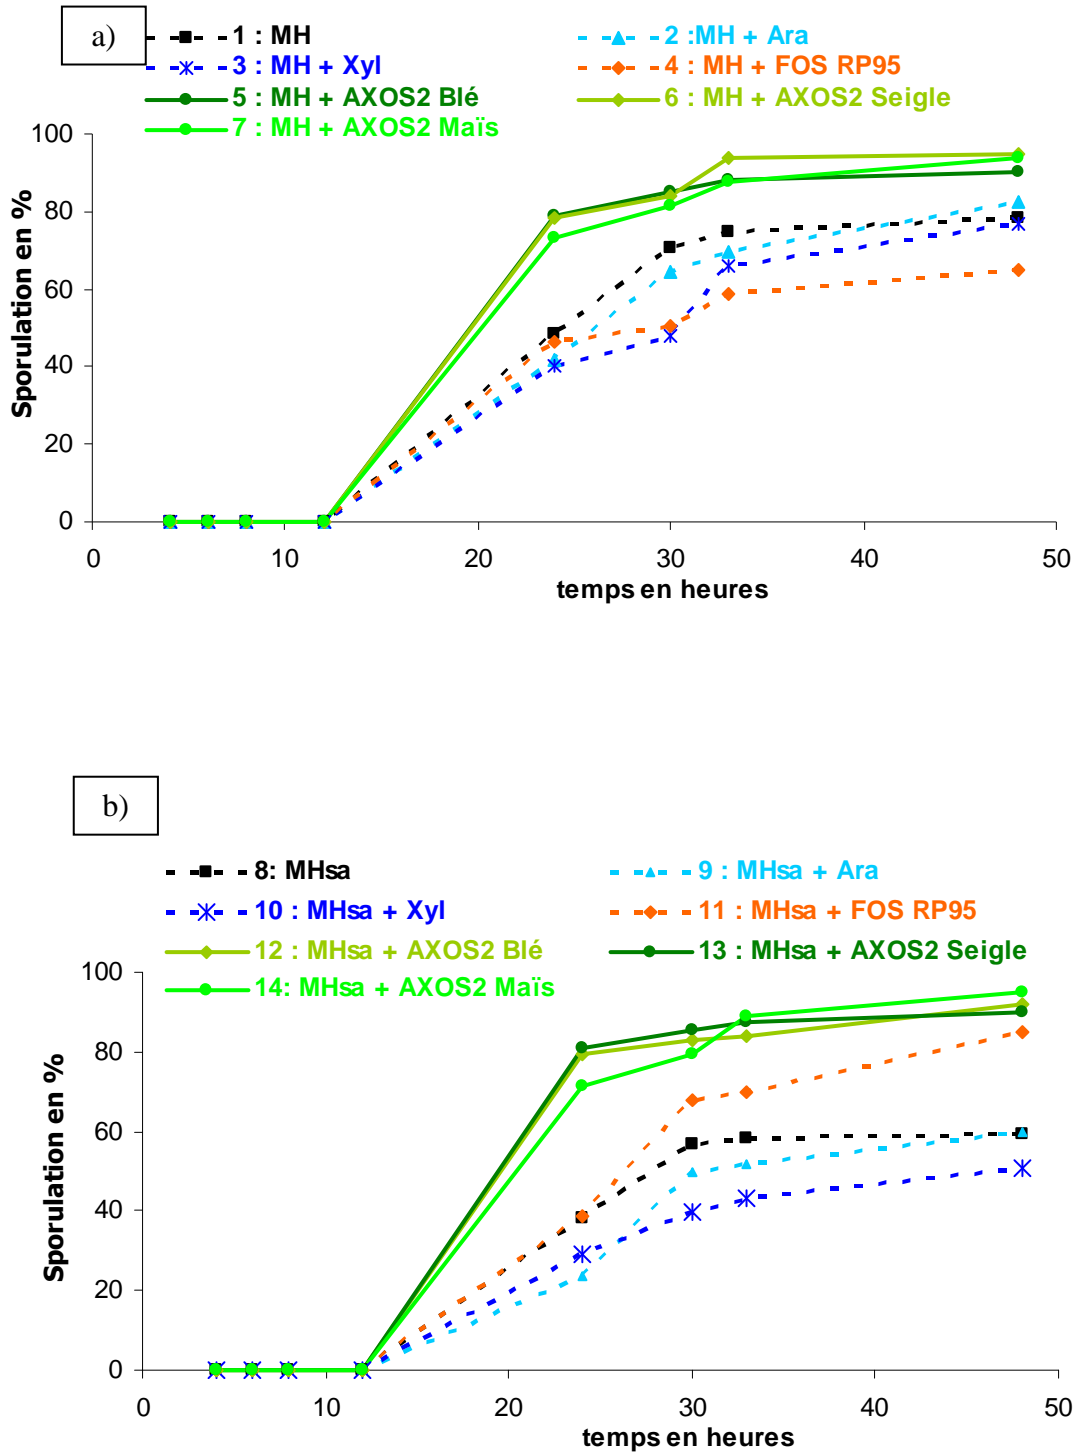 a)
1 : MH
2 :MH + Ara
3 : MH + Xyl
4 : MH + FOS RP95
5 : MH + AXOS2 Blé
6 : MH + AXOS2 Seigle
7 : MH + AXOS2 Maïs
100
80
60
40
20
0
Sporulation en %
0 10 20 30 40 50
temps en heures
b)
8: MHsa
9 : MHsa + Ara
10 : MHsa + Xyl
11 : MHsa + FOS RP95
12 : MHsa + AXOS2 Blé
13 : MHsa + AXOS2 Seigle
14: MHsa + AXOS2 Maïs
100
80
60
40
20
0
Sporulation en %
0 10 20 30 40 50
temps en heures